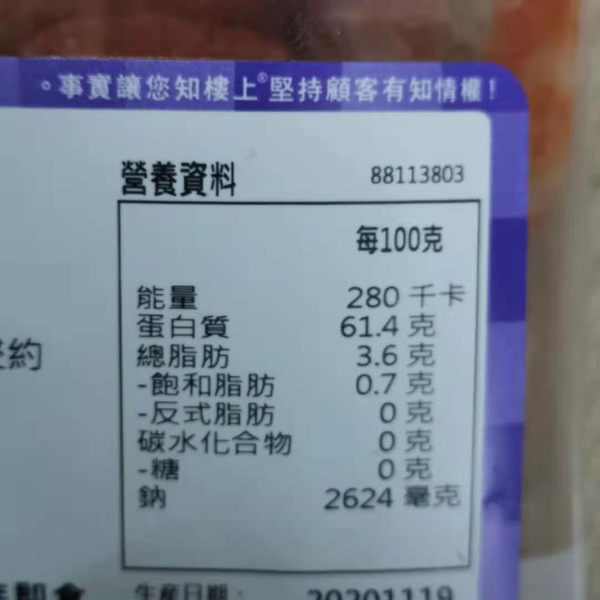 。事實讓您知樓上®堅持顧客有知情權!
營養資料 88113803
每100克
能量 280 千卡
蛋白質 61.4 克
總脂肪 3.6 克
-飽和脂肪 0.7 克
-反式脂肪 0 克
約
碳水化合物 0 克
-糖 0 克
鈉 2624 毫克
生產日期: 20201119